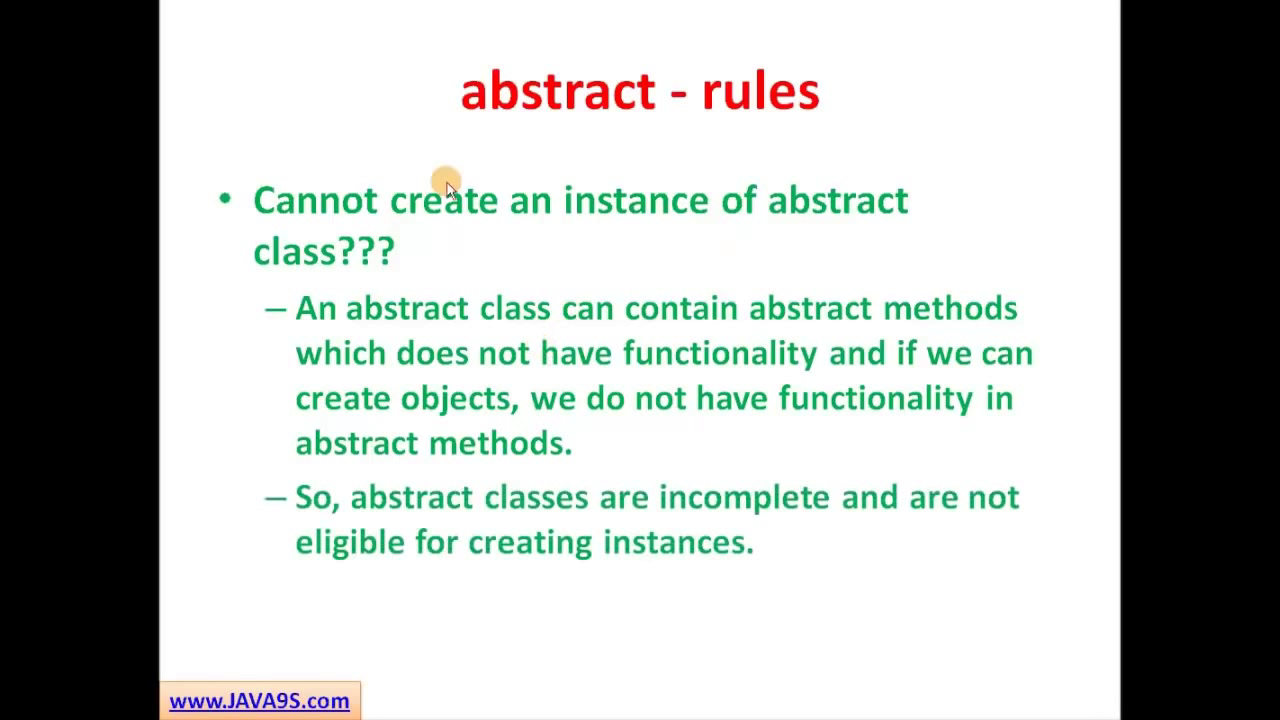 abstract - rules
• Cannot create an instance of abstract
class???
– An abstract class can contain abstract methods
which does not have functionality and if we can
create objects, we do not have functionality in
abstract methods.
– So, abstract classes are incomplete and are not
eligible for creating instances.
www.JAVA9S.com